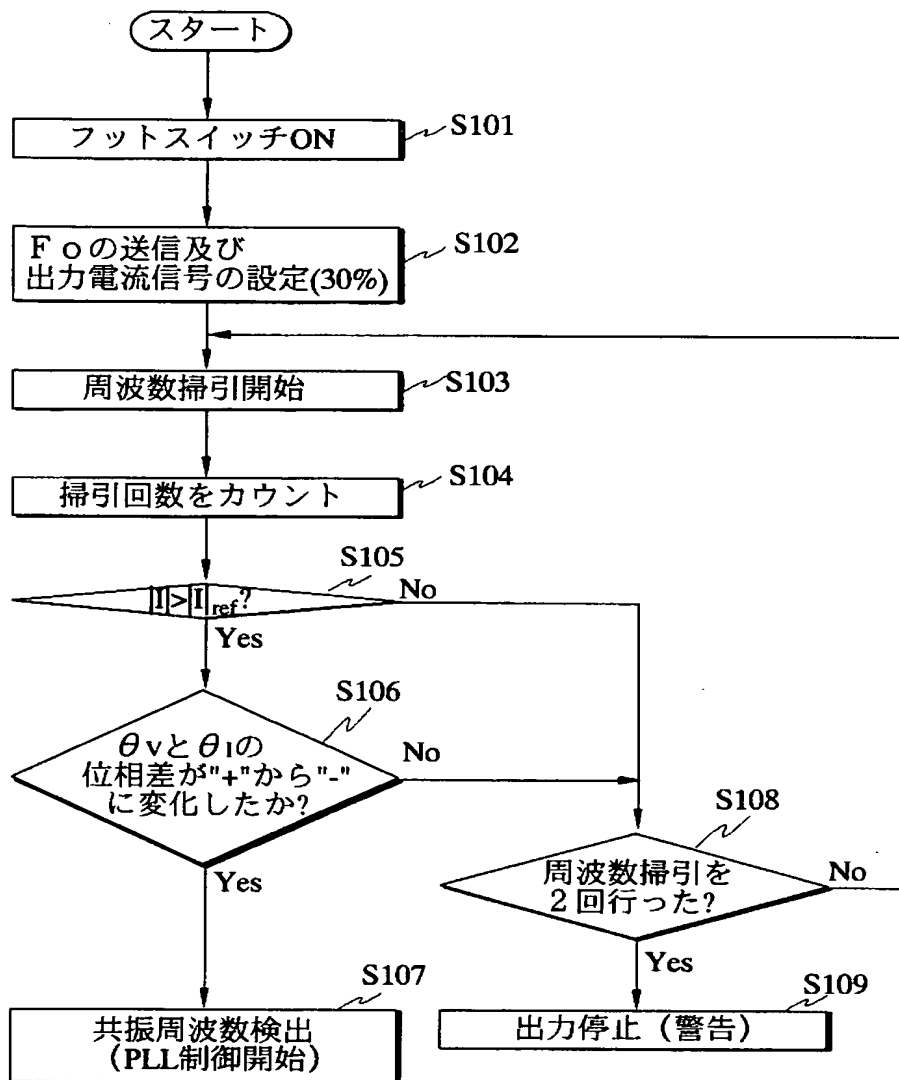 スタート
フットスイッチON
S101
Foの送信及び
出力電流信号の設定(30%)
S102
周波数掃引開始
S103
掃引回数をカウント
S104
|I|>|I|ref?
S105
No
Yes
θvとθIの
位相差が"+"から"-"
に変化したか?
S106
No
Yes
周波数掃引を
2回行った?
S108
No
Yes
共振周波数検出
(PLL制御開始)
S107
出力停止(警告)
S109